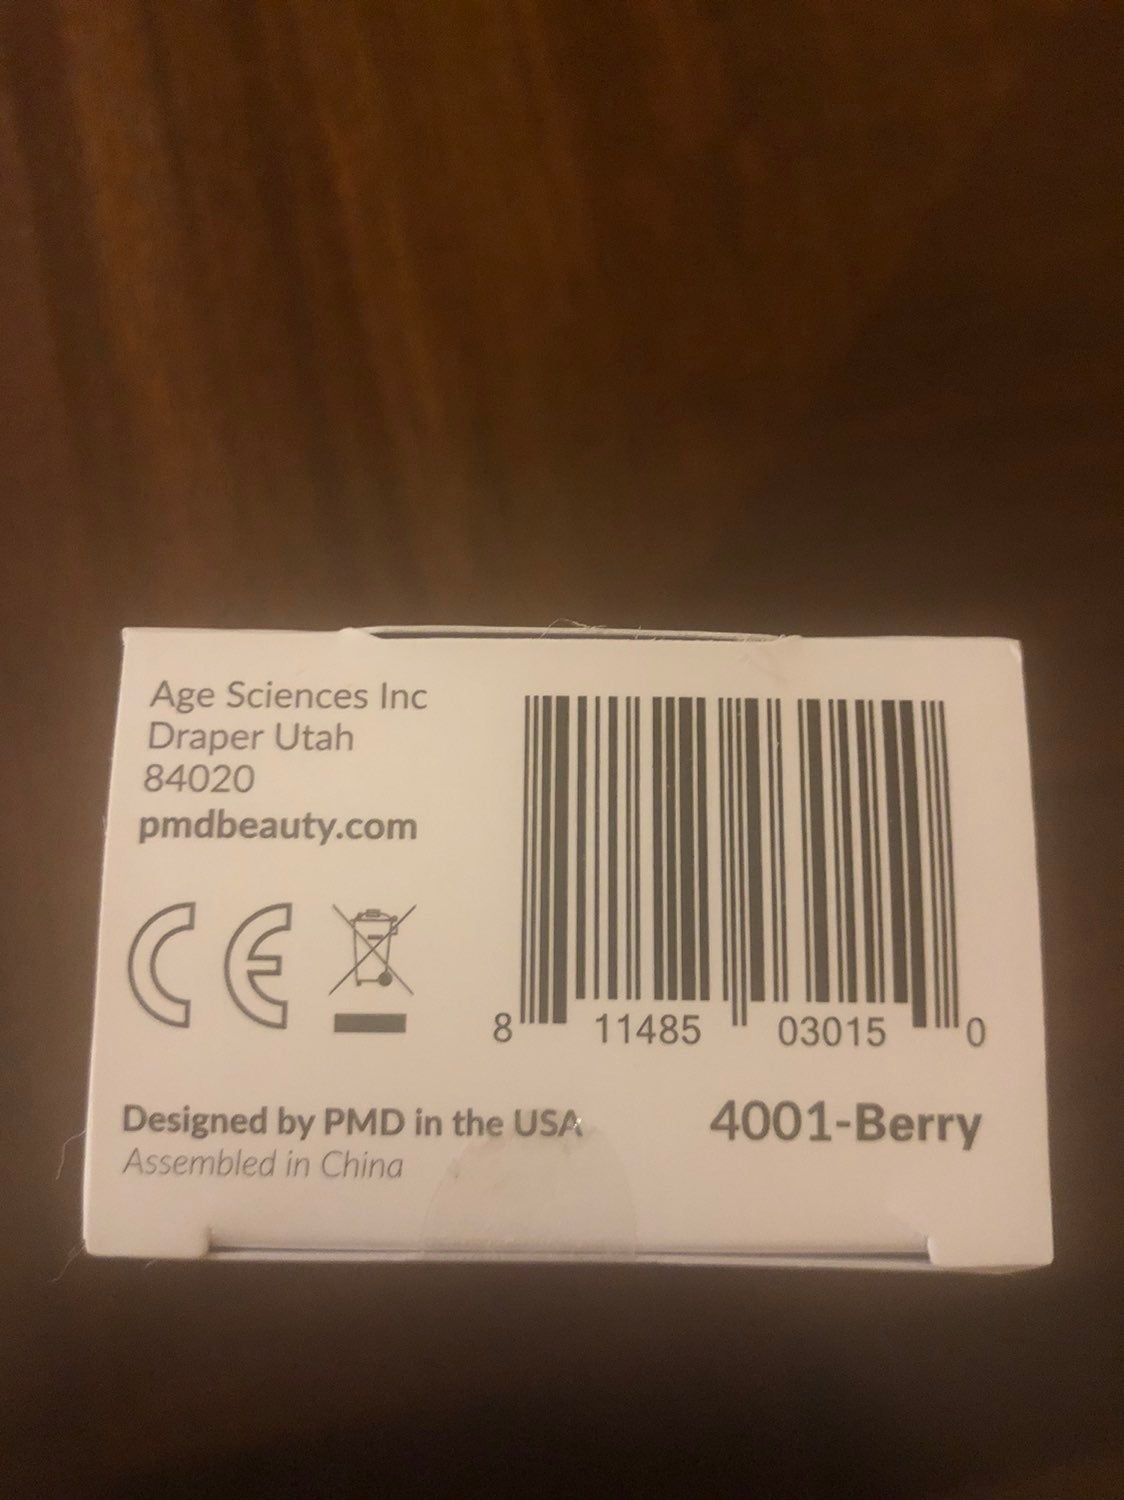 Age Sciences Inc
Draper Utah
84020
pmdbeauty.com
CE
8 11485 03015 0
Designed by PMD in the USA
Assembled in China
4001-Berry